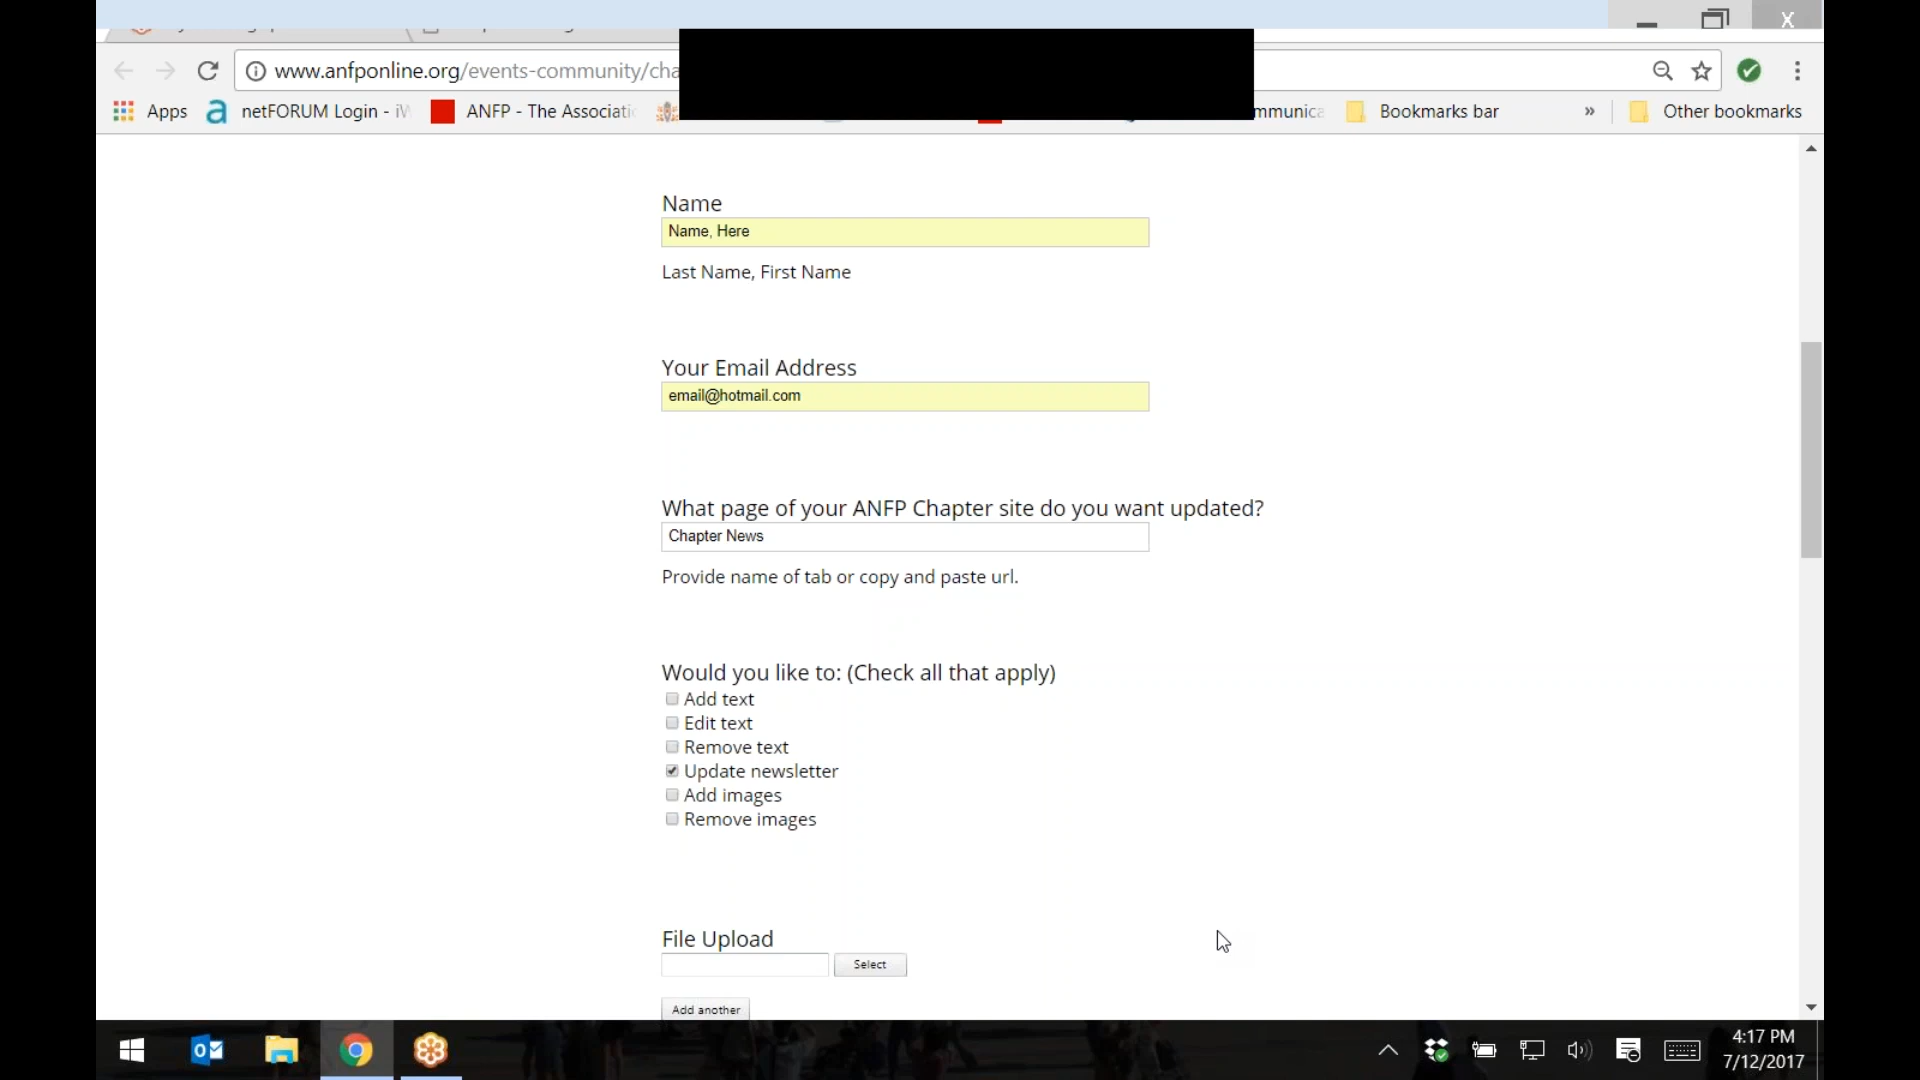 X
www.anfponline.org/events-community/cha
Apps
netFORUM Login - iV
ANFP - The Associati
mmunica
Bookmarks bar
»
Other bookmarks
Name
Name, Here
Last Name, First Name
Your Email Address
email@hotmail.com
What page of your ANFP Chapter site do you want updated?
Chapter News
Provide name of tab or copy and paste url.
Would you like to: (Check all that apply)
Add text
Edit text
Remove text
Update newsletter
Add images
Remove images
File Upload
Select
Add another
4:17 PM
7/12/2017